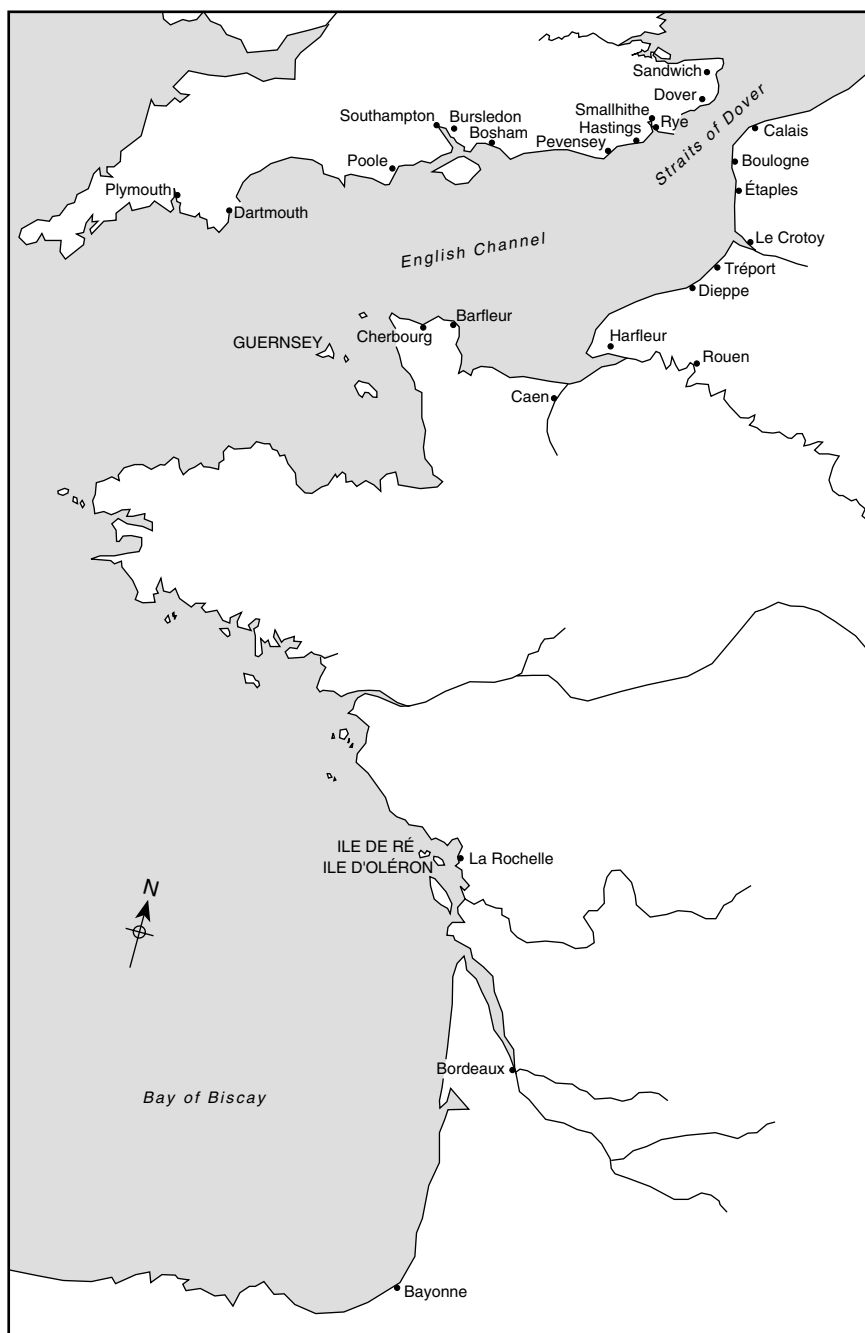 Sandwich
Dover
Smallhithe
Southampton
Bursledon
Rye
Hastings
Bosham
Pevensey
Straits of Dover
Calais
Poole
Boulogne
Plymouth
Étaples
Dartmouth
English Channel
Le Crotoy
Tréport
Dieppe
Barfleur
Cherbourg
Harfleur
GUERNSEY
Rouen
Caen
ILE DE RÉ
ILE D'OLÉRON
La Rochelle
N
Bordeaux
Bay of Biscay
Bayonne